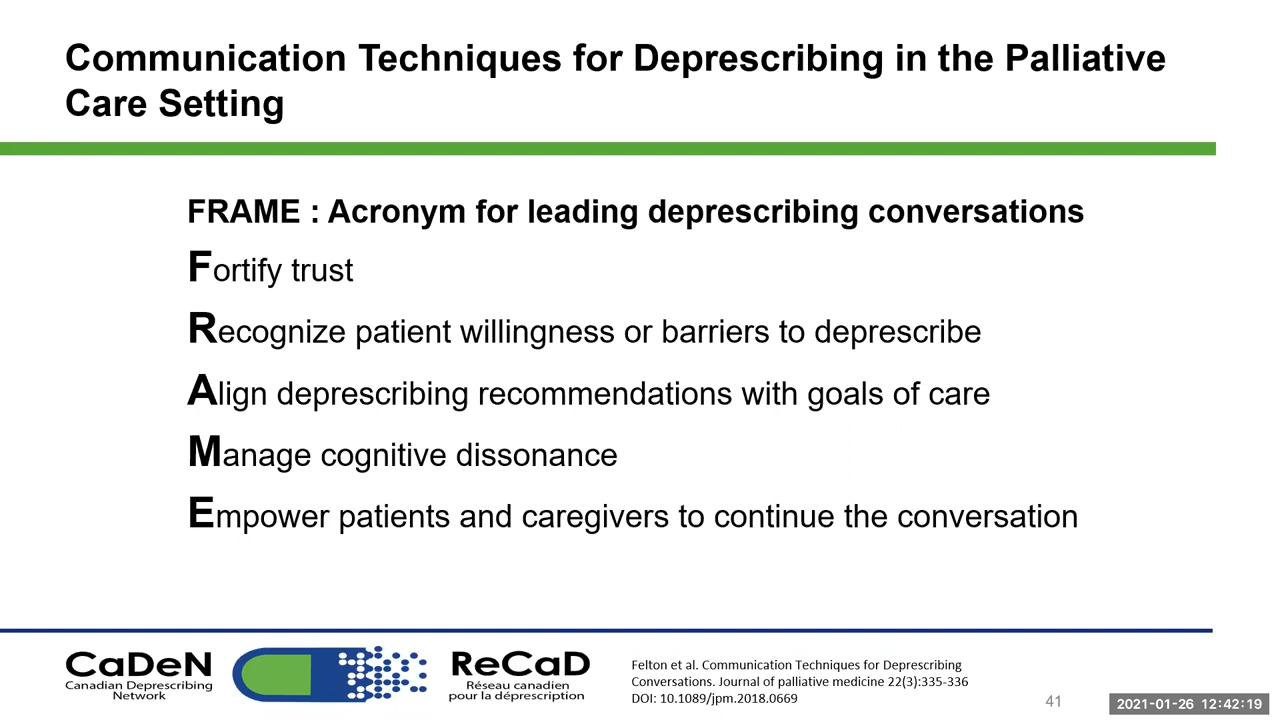 Communication Techniques for Deprescribing in the Palliative
Care Setting
FRAME : Acronym for leading deprescribing conversations
Fortify trust
Recognize patient willingness or barriers to deprescribe
Align deprescribing recommendations with goals of care
Manage cognitive dissonance
Empower patients and caregivers to continue the conversation
CaDeN
Canadian Deprescribing
Network
ReCaD
Réseau canadien
pour la déprescription
Felton et al. Communication Techniques for Deprescribing
Conversations. Journal of palliative medicine 22(3):335-336
DOI: 10.1089/jpm.2018.0669
41
2021-01-26 12:42:19